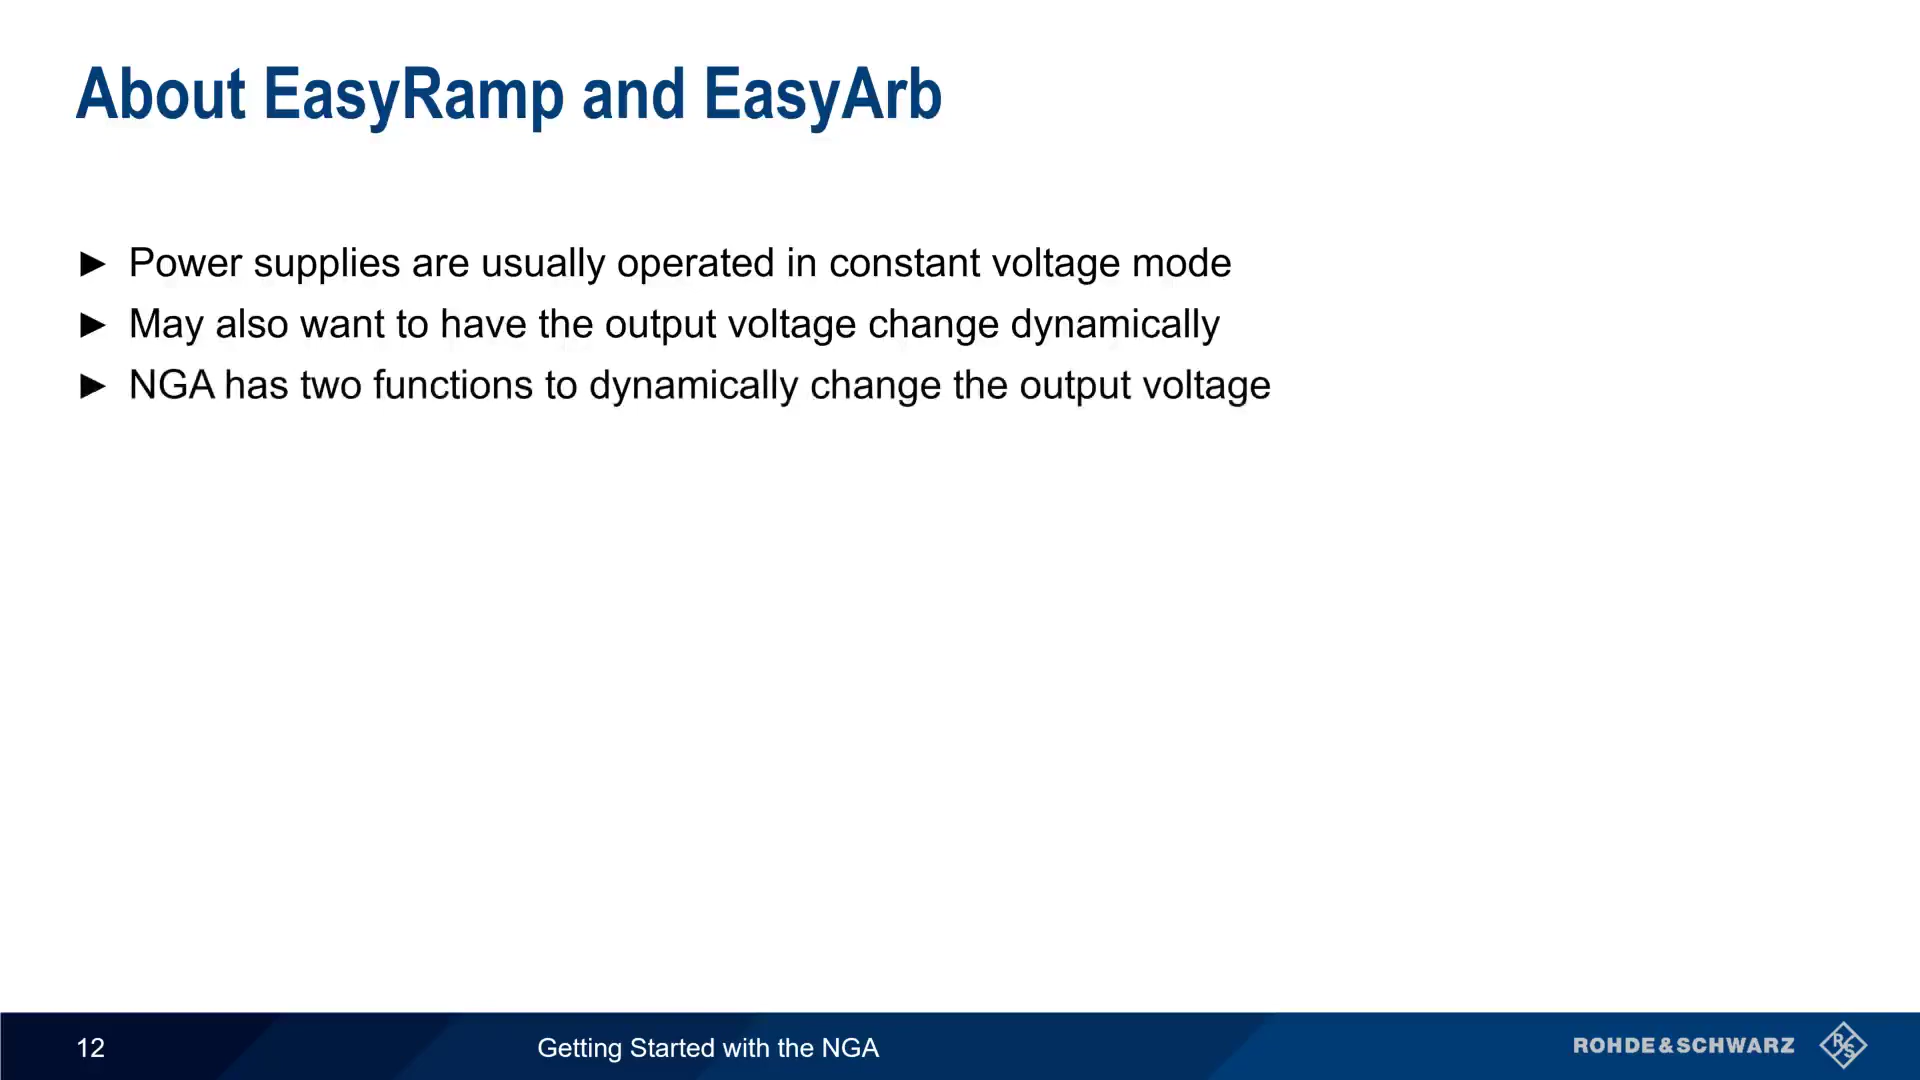 About EasyRamp and EasyArb
► Power supplies are usually operated in constant voltage mode
► May also want to have the output voltage change dynamically
► NGA has two functions to dynamically change the output voltage
12
Getting Started with the NGA
ROHDE&SCHWARZ
R
S